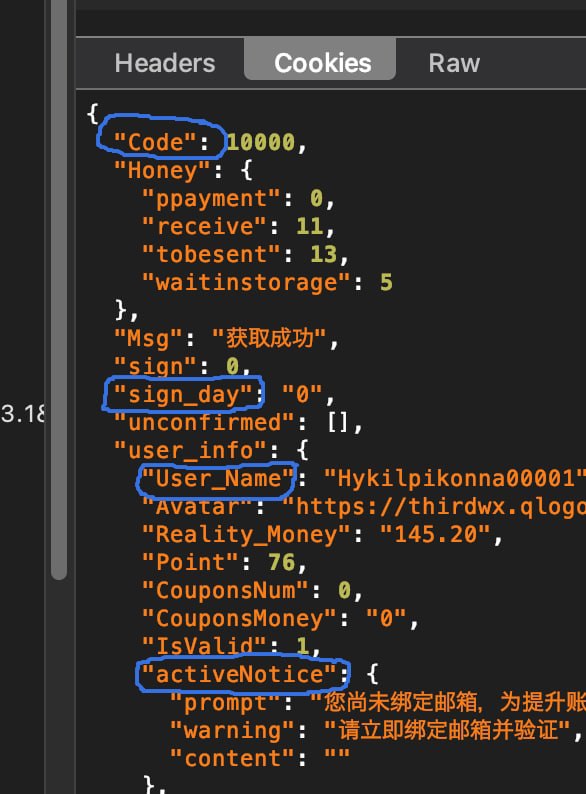 Headers Cookies Raw
{
"Code": 10000,
"Honey": {
"ppayment": 0,
"receive": 11,
"tobesent": 13,
"waitinstorage": 5
},
"Msg": "获取成功",
"sign": 0,
"sign_day": "0",
3.18
"unconfirmed": [],
"user_info": {
"User_Name": "Hykilpikonna00001"
"Avatar": "https://thirdwx.qlogo
"Reality_Money": "145.20",
"Point": 76,
"CouponsNum": 0,
"CouponsMoney": "0",
"IsValid": 1,
"activeNotice": {
"prompt": "您尚未绑定邮箱，为提升账
"warning": "请立即绑定邮箱并验证",
"content": ""
},